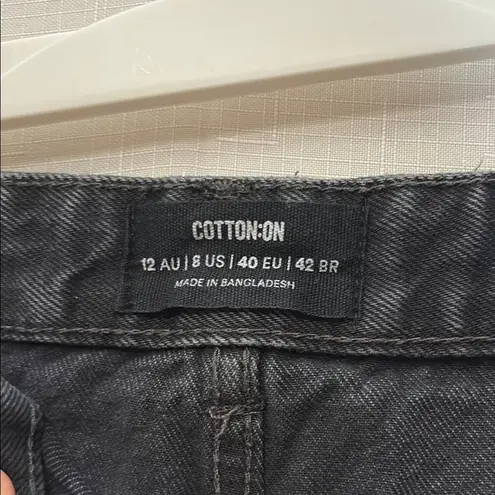 COTTON:ON
12 AU | 8 US | 40 EU | 42 BR
MADE IN BANGLADESH